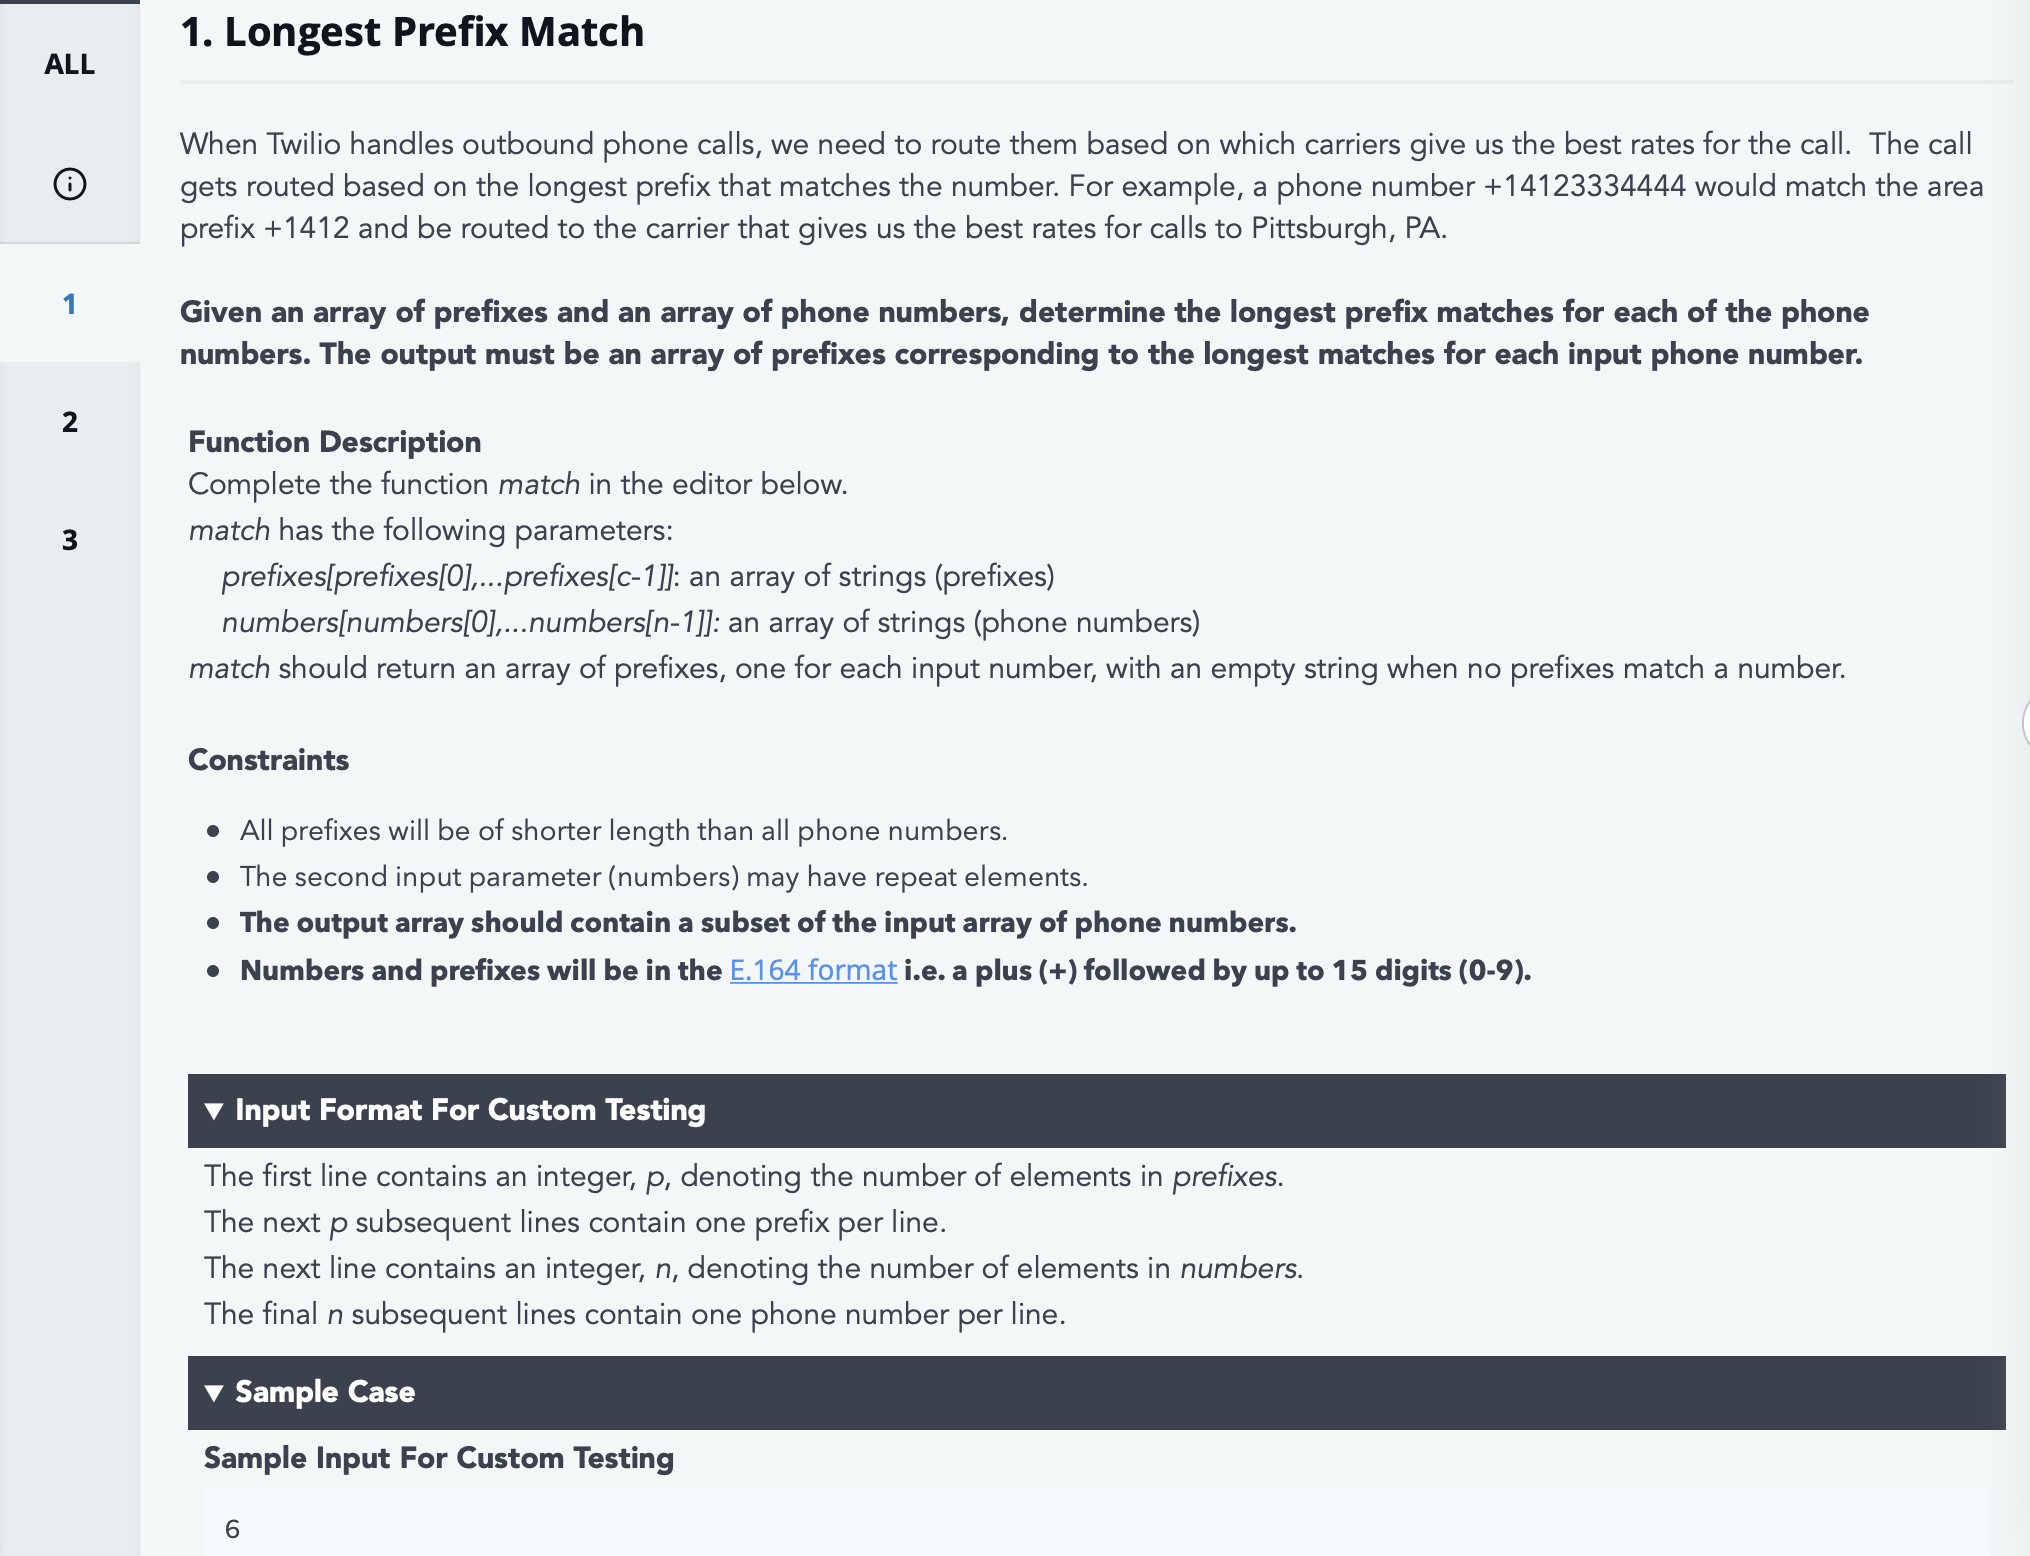 1. Longest Prefix Match
ALL
When Twilio handles outbound phone calls, we need to route them based on which carriers give us the best rates for the call.  The call
gets routed based on the longest prefix that matches the number. For example, a phone number +14123334444 would match the area
prefix +1412 and be routed to the carrier that gives us the best rates for calls to Pittsburgh, PA.
1
Given an array of prefixes and an array of phone numbers, determine the longest prefix matches for each of the phone
numbers. The output must be an array of prefixes corresponding to the longest matches for each input phone number.
2
Function Description
Complete the function match in the editor below.
3
match has the following parameters:
prefixes[prefixes[0],...prefixes[c-1]]: an array of strings (prefixes)
numbers[numbers[0],...numbers[n-1]]: an array of strings (phone numbers)
match should return an array of prefixes, one for each input number, with an empty string when no prefixes match a number.
Constraints
• All prefixes will be of shorter length than all phone numbers.
• The second input parameter (numbers) may have repeat elements.
• The output array should contain a subset of the input array of phone numbers.
• Numbers and prefixes will be in the E.164 format i.e. a plus (+) followed by up to 15 digits (0-9).
▼ Input Format For Custom Testing
The first line contains an integer, p, denoting the number of elements in prefixes.
The next p subsequent lines contain one prefix per line.
The next line contains an integer, n, denoting the number of elements in numbers.
The final n subsequent lines contain one phone number per line.
▼ Sample Case
Sample Input For Custom Testing
6